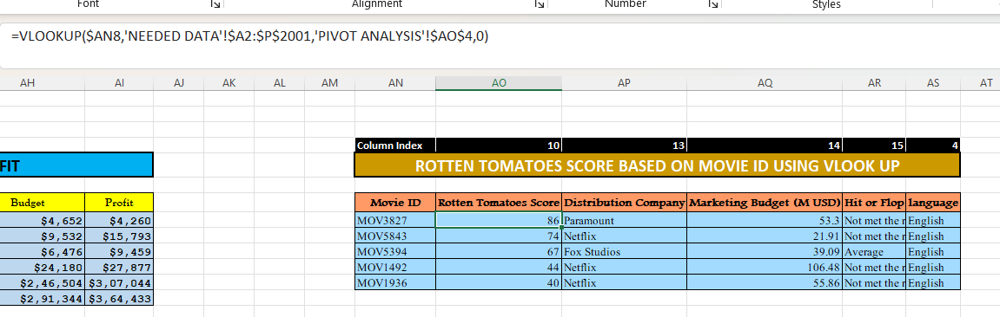 Font Alignment Number Styles
=VLOOKUP($AN8,'NEEDED DATA'!$A2:$P$2001,'PIVOT ANALYSIS'!$AO$4,0)
AH AI AJ AK AL AM AN AO AP AQ AR AS AT
Column Index 10 13 14 15 4
FIT ROTTEN TOMATOES SCORE BASED ON MOVIE ID USING VLOOK UP
Budget Profit Movie ID Rotten Tomatoes Score Distribution Company Marketing Budget (M USD) Hit or Flop language
$4,652 $4,260 MOV3827 86 Paramount 53.3 Not met the r English
$9,532 $15,793 MOV5843 74 Netflix 21.91 Not met the r English
$6,476 $9,459 MOV5394 67 Fox Studios 39.09 Average English
$24,180 $27,877 MOV1492 44 Netflix 106.48 Not met the r English
$2,46,504 $3,07,044 MOV1936 40 Netflix 55.86 Not met the r English
$2,91,344 $3,64,433